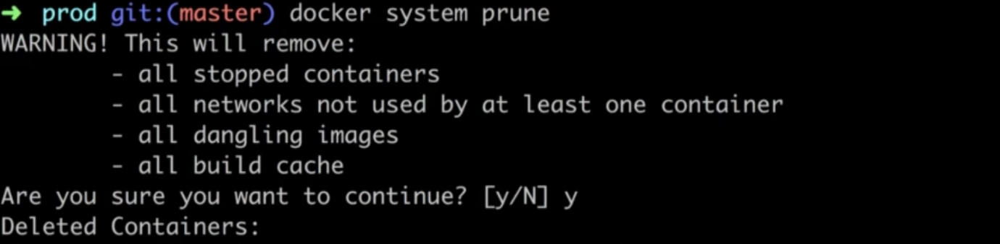 ➜ prod git:(master) docker system prune
WARNING! This will remove:
- all stopped containers
- all networks not used by at least one container
- all dangling images
- all build cache
Are you sure you want to continue? [y/N] y
Deleted Containers: